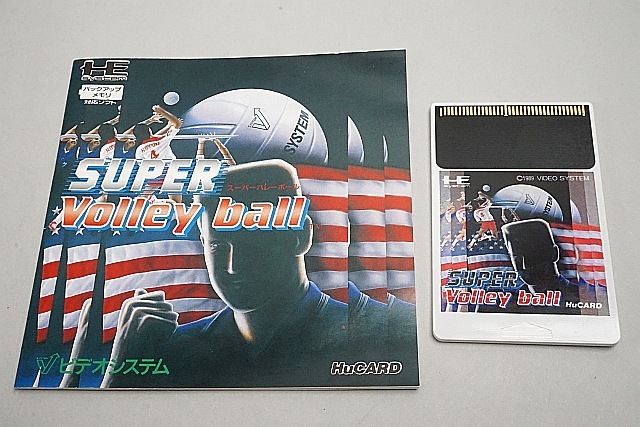 HE
SYSTEM
バックアップ
メモリ
対応ソフト
SYSTEM
SUPER
スーパーバレーボール
Volley ball
ビデオシステム
HuCARD
HE
SYSTEM
©1989 VIDEO SYSTEM
SUPER
Volley ball
HuCARD